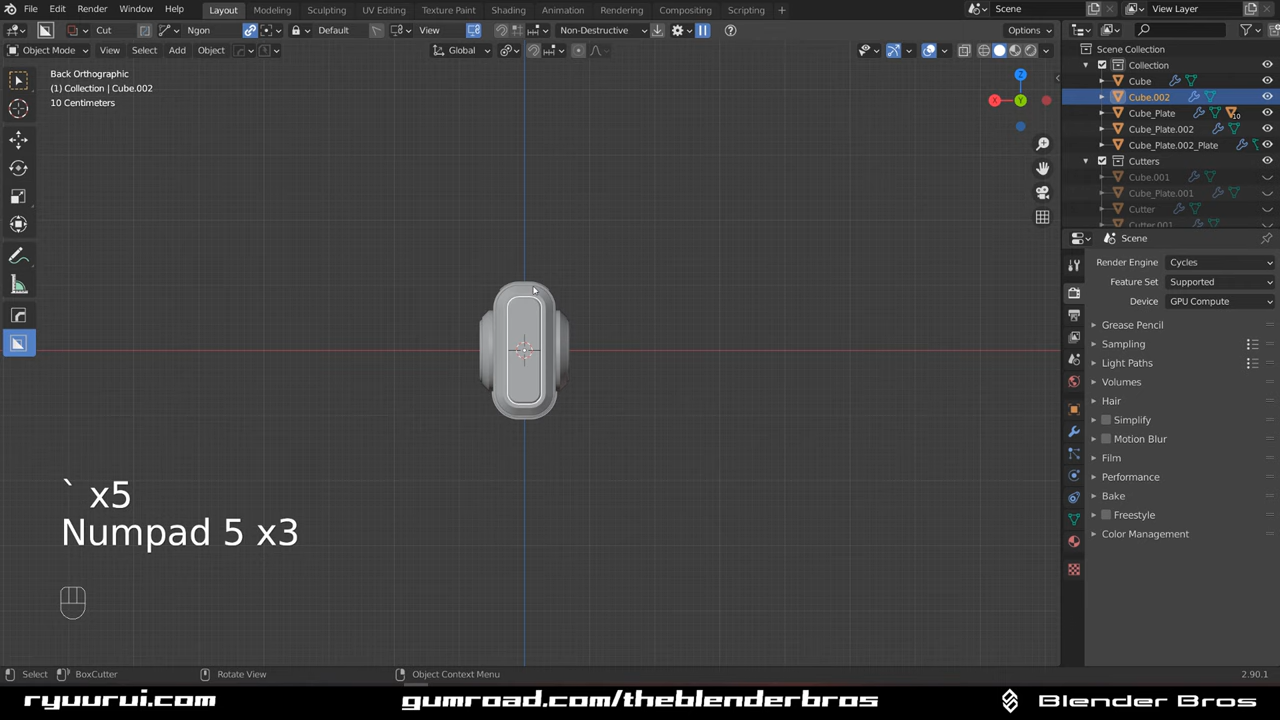 File Edit Render Window Help Layout Modeling Sculpting UV Editing Texture Paint Shading Animation Rendering Compositing Scripting + Scene View Layer
Cut Ngon Default View Non-Destructive Options
Object Mode View Select Add Object Global
Back Orthographic
(1) Collection | Cube.002
10 Centimeters
Z
X
Y
Scene Collection
Collection
Cube
Cube.002
Cube_Plate 10
Cube_Plate.002
Cube_Plate.002_Plate
Cutters
Cube.001
Cube_Plate.001
Cutter
Cutter.001
Scene
Render Engine Cycles
Feature Set Supported
Device GPU Compute
Grease Pencil
Sampling
Light Paths
Volumes
Hair
Simplify
Motion Blur
Film
Performance
Bake
Freestyle
Color Management
` x5
Numpad 5 x3
Select BoxCutter Rotate View Object Context Menu 2.90.1
ryuurui.com gumroad.com/theblenderbros Blender Bros